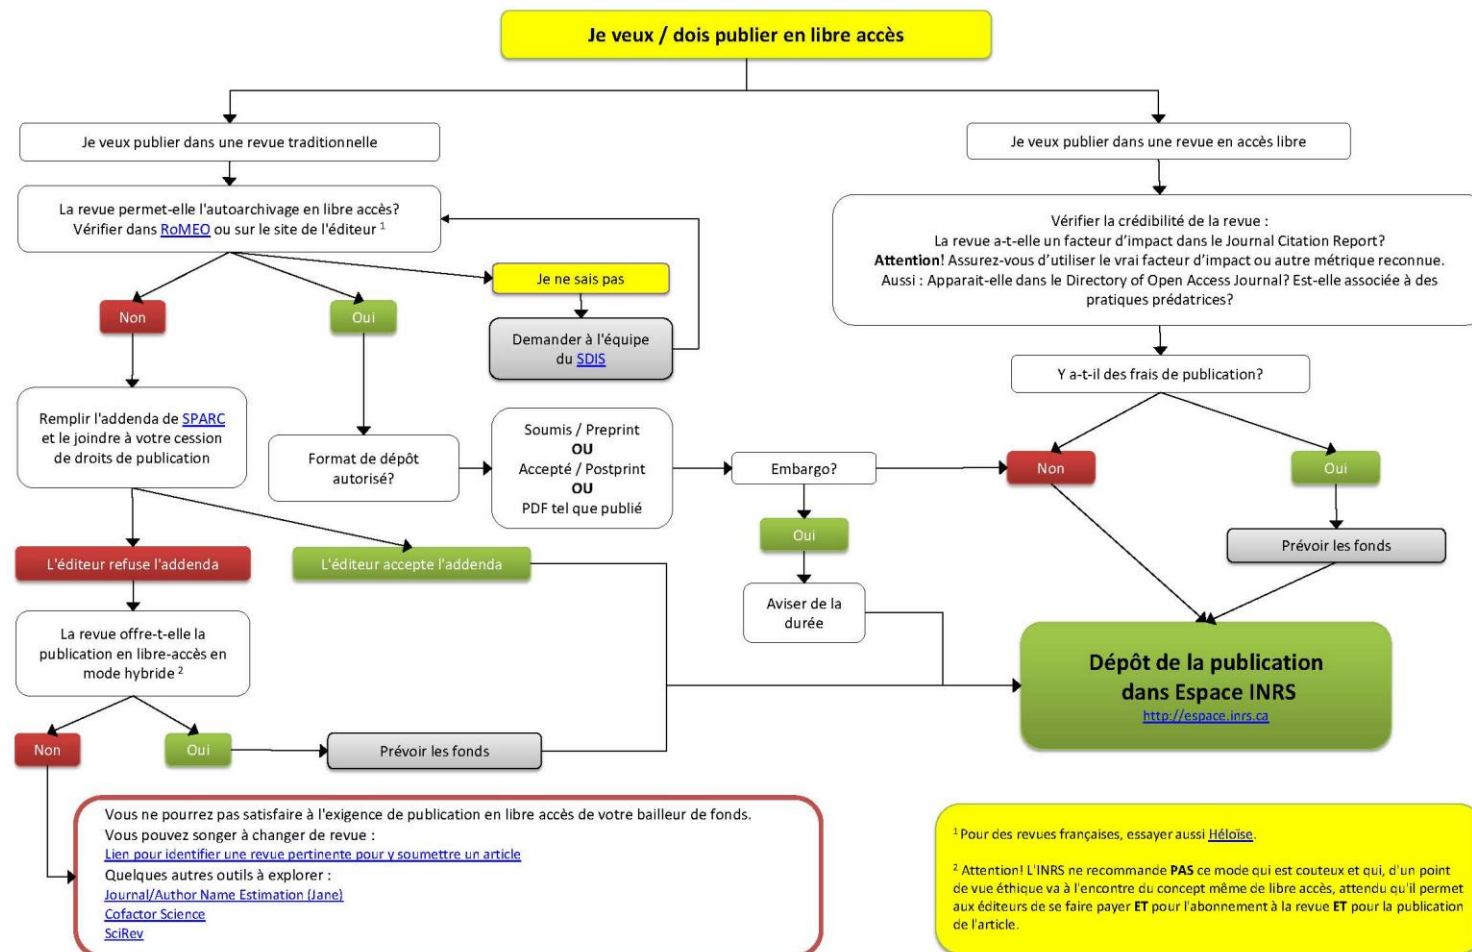 Je veux / dois publier en libre accès
Je veux publier dans une revue traditionnelle
Je veux publier dans une revue en accès libre
La revue permet-elle l'autoarchivage en libre accès?
Vérifier dans RoMEO ou sur le site de l'éditeur 1
Vérifier la crédibilité de la revue :
La revue a-t-elle un facteur d'impact dans le Journal Citation Report?
Attention! Assurez-vous d'utiliser le vrai facteur d'impact ou autre métrique reconnue.
Aussi : Apparait-elle dans le Directory of Open Access Journal? Est-elle associée à des
pratiques prédatrices?
Je ne sais pas
Non
Oui
Demander à l'équipe
du SDIS
Y a-t-il des frais de publication?
Remplir l'addenda de SPARC
et le joindre à votre cession
de droits de publication
Format de dépôt
autorisé?
Soumis / Preprint
OU
Accepté / Postprint
OU
PDF tel que publié
Embargo?
Non
Oui
Oui
Prévoir les fonds
L'éditeur refuse l'addenda
L'éditeur accepte l'addenda
Aviser de la
durée
La revue offre-t-elle la
publication en libre-accès en
mode hybride 2
Dépôt de la publication
dans Espace INRS
http://espace.inrs.ca
Non
Oui
Prévoir les fonds
Vous ne pourrez pas satisfaire à l'exigence de publication en libre accès de votre bailleur de fonds.
Vous pouvez songer à changer de revue :
Lien pour identifier une revue pertinente pour y soumettre un article
Quelques autres outils à explorer :
Journal/Author Name Estimation (Jane)
Cofactor Science
SciRev
1 Pour des revues françaises, essayer aussi Héloïse.
2 Attention! L'INRS ne recommande PAS ce mode qui est couteux et qui, d'un point
de vue éthique va à l'encontre du concept même de libre accès, attendu qu'il permet
aux éditeurs de se faire payer ET pour l'abonnement à la revue ET pour la publication
de l'article.